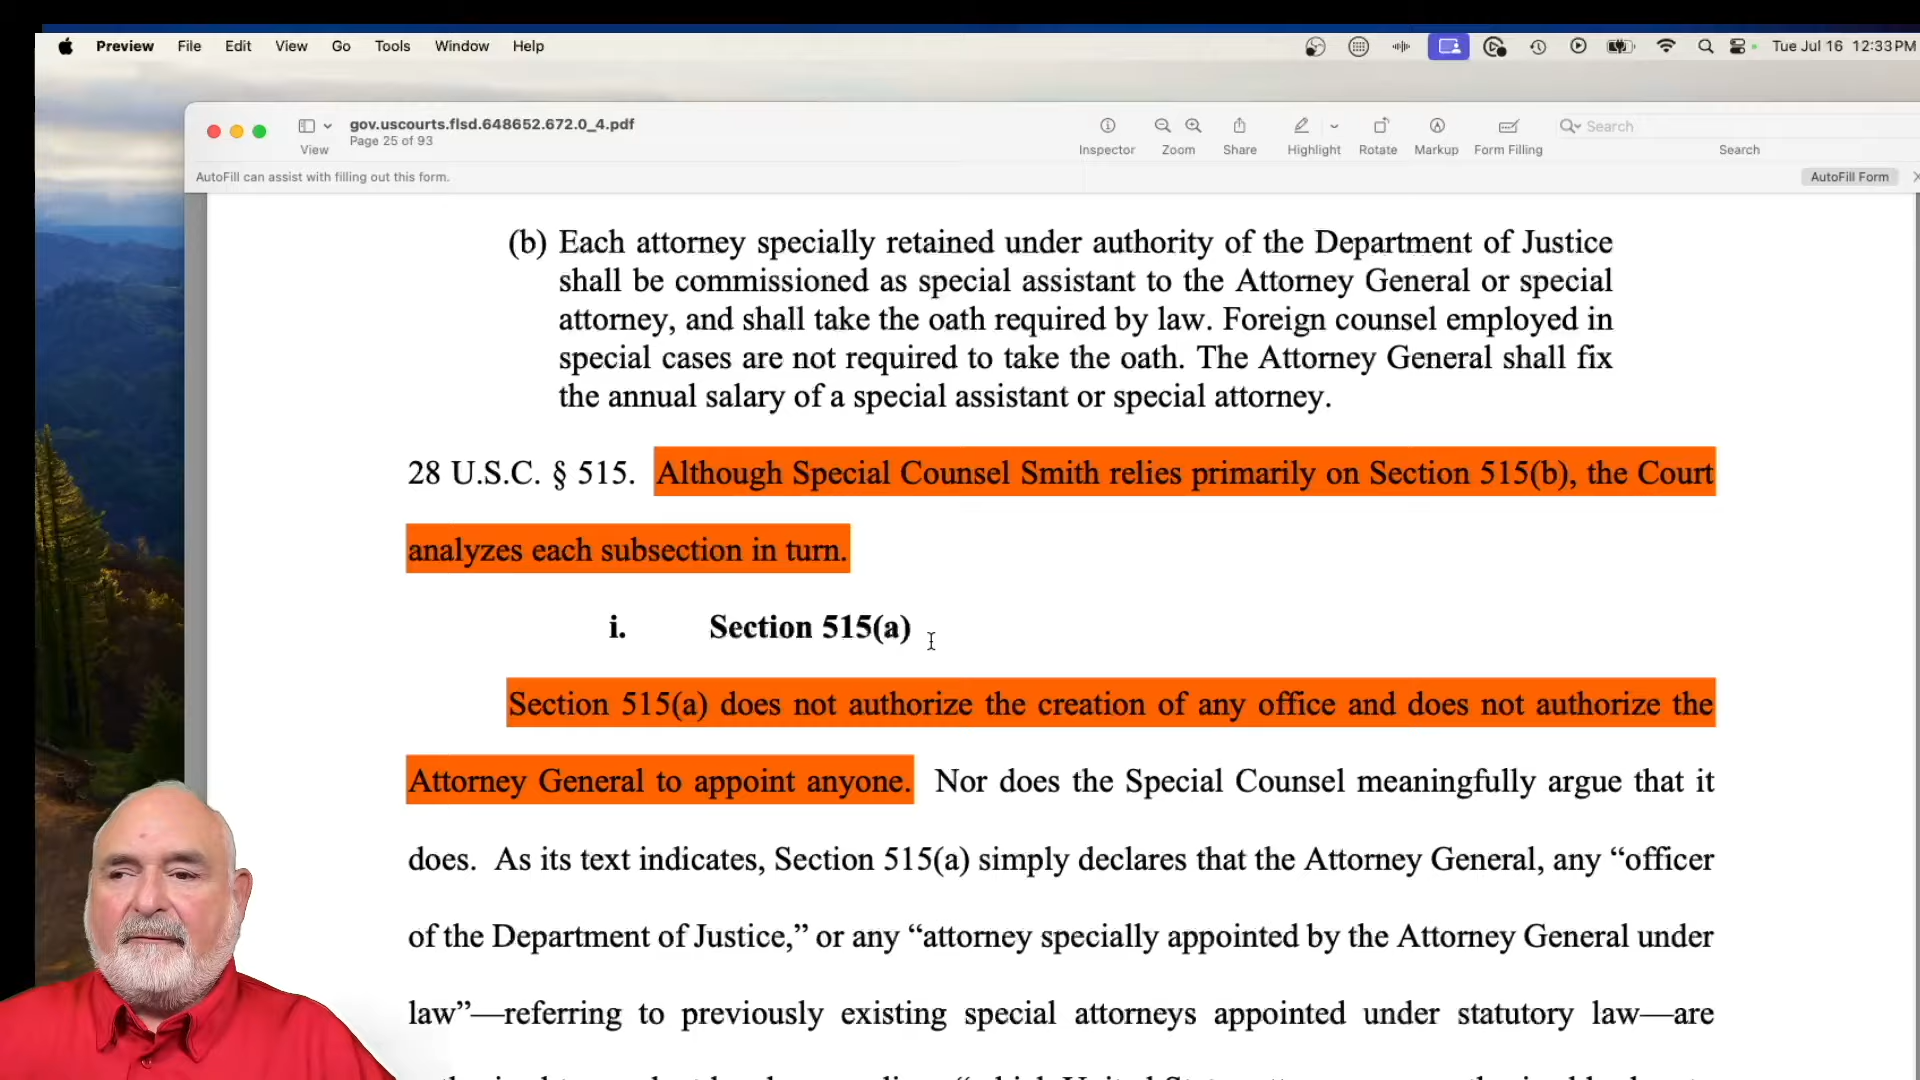 Preview File Edit View Go Tools Window Help Tue Jul 16 12:33PM
gov.uscourts.flsd.648652.672.0_4.pdf
Page 25 of 93
View Inspector Zoom Share Highlight Rotate Markup Form Filling Search Search
AutoFill can assist with filling out this form. AutoFill Form
(b) Each attorney specially retained under authority of the Department of Justice
shall be commissioned as special assistant to the Attorney General or special
attorney, and shall take the oath required by law. Foreign counsel employed in
special cases are not required to take the oath. The Attorney General shall fix
the annual salary of a special assistant or special attorney.
28 U.S.C. § 515. Although Special Counsel Smith relies primarily on Section 515(b), the Court
analyzes each subsection in turn.
i. Section 515(a)
Section 515(a) does not authorize the creation of any office and does not authorize the
Attorney General to appoint anyone. Nor does the Special Counsel meaningfully argue that it
does. As its text indicates, Section 515(a) simply declares that the Attorney General, any “officer
of the Department of Justice,” or any “attorney specially appointed by the Attorney General under
law”—referring to previously existing special attorneys appointed under statutory law—are